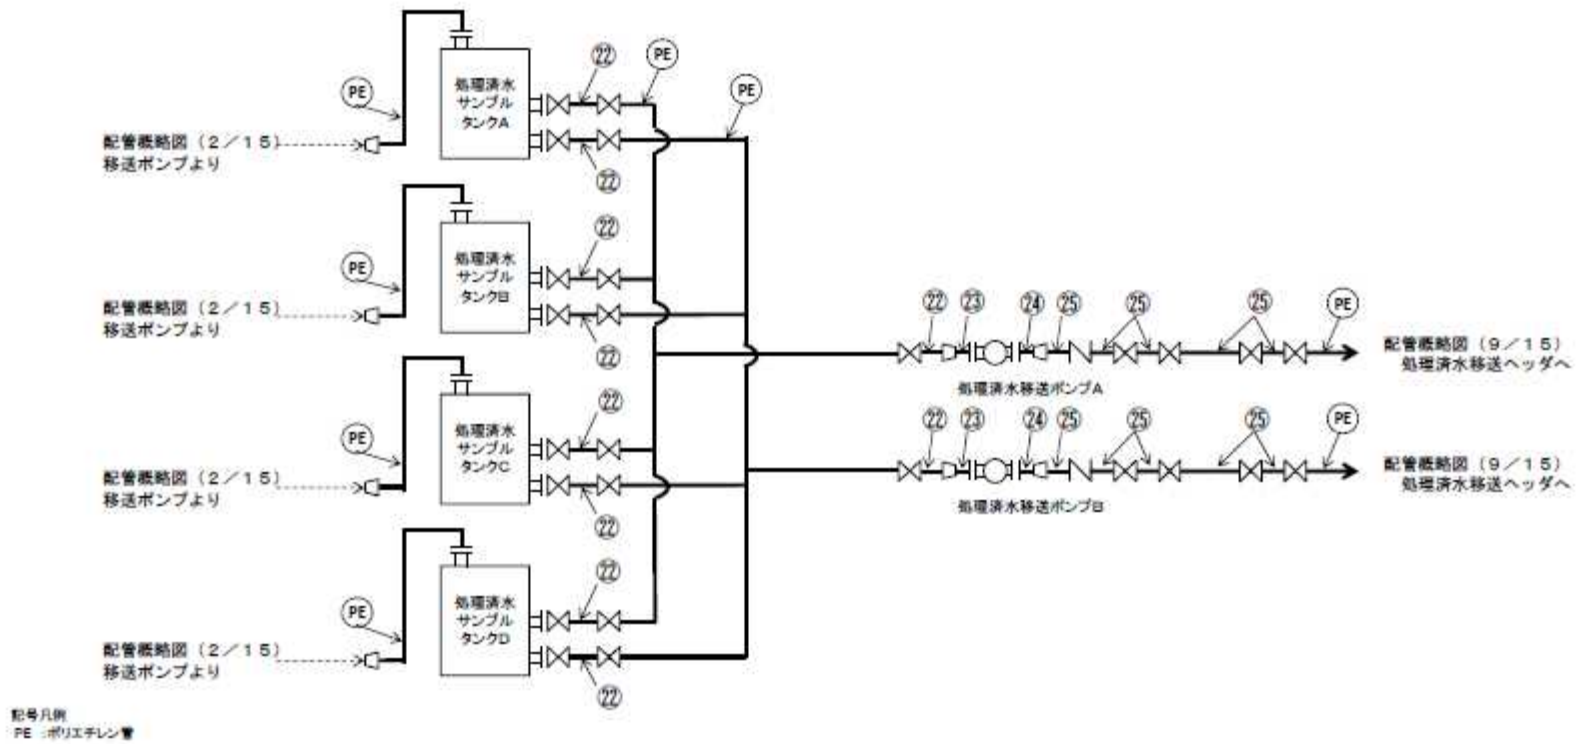 PE
処理済水
サンプル
タンクA
㉒
PE
PE
配管概略図（2／15）
移送ポンプより
㉒
PE
処理済水
サンプル
タンクB
㉒
配管概略図（2／15）
移送ポンプより
㉒
PE
処理済水
サンプル
タンクC
㉒
配管概略図（2／15）
移送ポンプより
㉒
PE
処理済水
サンプル
タンクD
㉒
配管概略図（2／15）
移送ポンプより
㉒
㉒ ㉓ ㉔ ㉕ ㉕ ㉕ PE
配管概略図（9／15）
処理済水移送ヘッダへ
処理済水移送ポンプA
㉒ ㉓ ㉔ ㉕ ㉕ ㉕ PE
配管概略図（9／15）
処理済水移送ヘッダへ
処理済水移送ポンプB
記号凡例
PE :ポリエチレン管